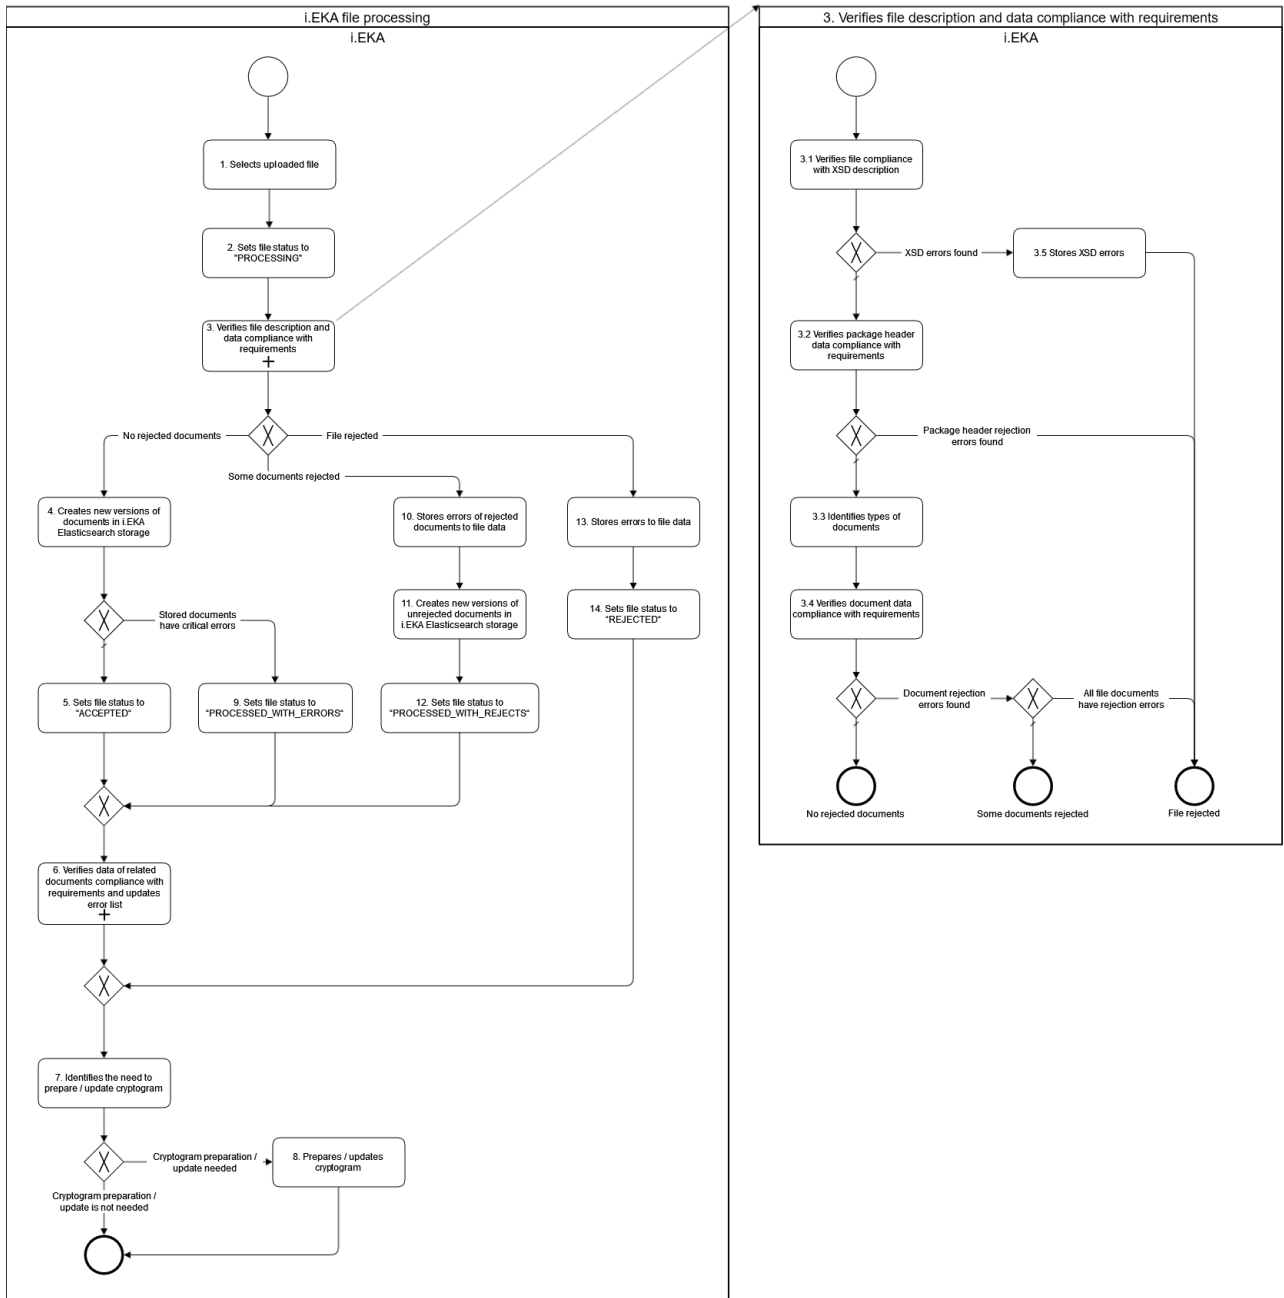 i.EKA file processing
i.EKA
1. Selects uploaded file
2. Sets file status to
"PROCESSING"
3. Verifies file description and
data compliance with
requirements
No rejected documents
File rejected
Some documents rejected
4. Creates new versions of
documents in i.EKA
Elasticsearch storage
10. Stores errors of rejected
documents to file data
13. Stores errors to file data
Stored documents
have critical errors
11. Creates new versions of
unrejected documents in
i.EKA Elasticsearch storage
14. Sets file status to
"REJECTED"
5. Sets file status to
"ACCEPTED"
9. Sets file status to
"PROCESSED_WITH_ERRORS"
12. Sets file status to
"PROCESSED_WITH_REJECTS"
6. Verifies data of related
documents compliance with
requirements and updates
error list
7. Identifies the need to
prepare / update cryptogram
Cryptogram preparation /
update needed
8. Prepares / updates
cryptogram
Cryptogram preparation /
update is not needed
3. Verifies file description and data compliance with requirements
i.EKA
3.1 Verifies file compliance
with XSD description
XSD errors found
3.5 Stores XSD errors
3.2 Verifies package header
data compliance with
requirements
Package header rejection
errors found
3.3 Identifies types of
documents
3.4 Verifies document data
compliance with requirements
Document rejection
errors found
All file documents
have rejection errors
No rejected documents
Some documents rejected
File rejected